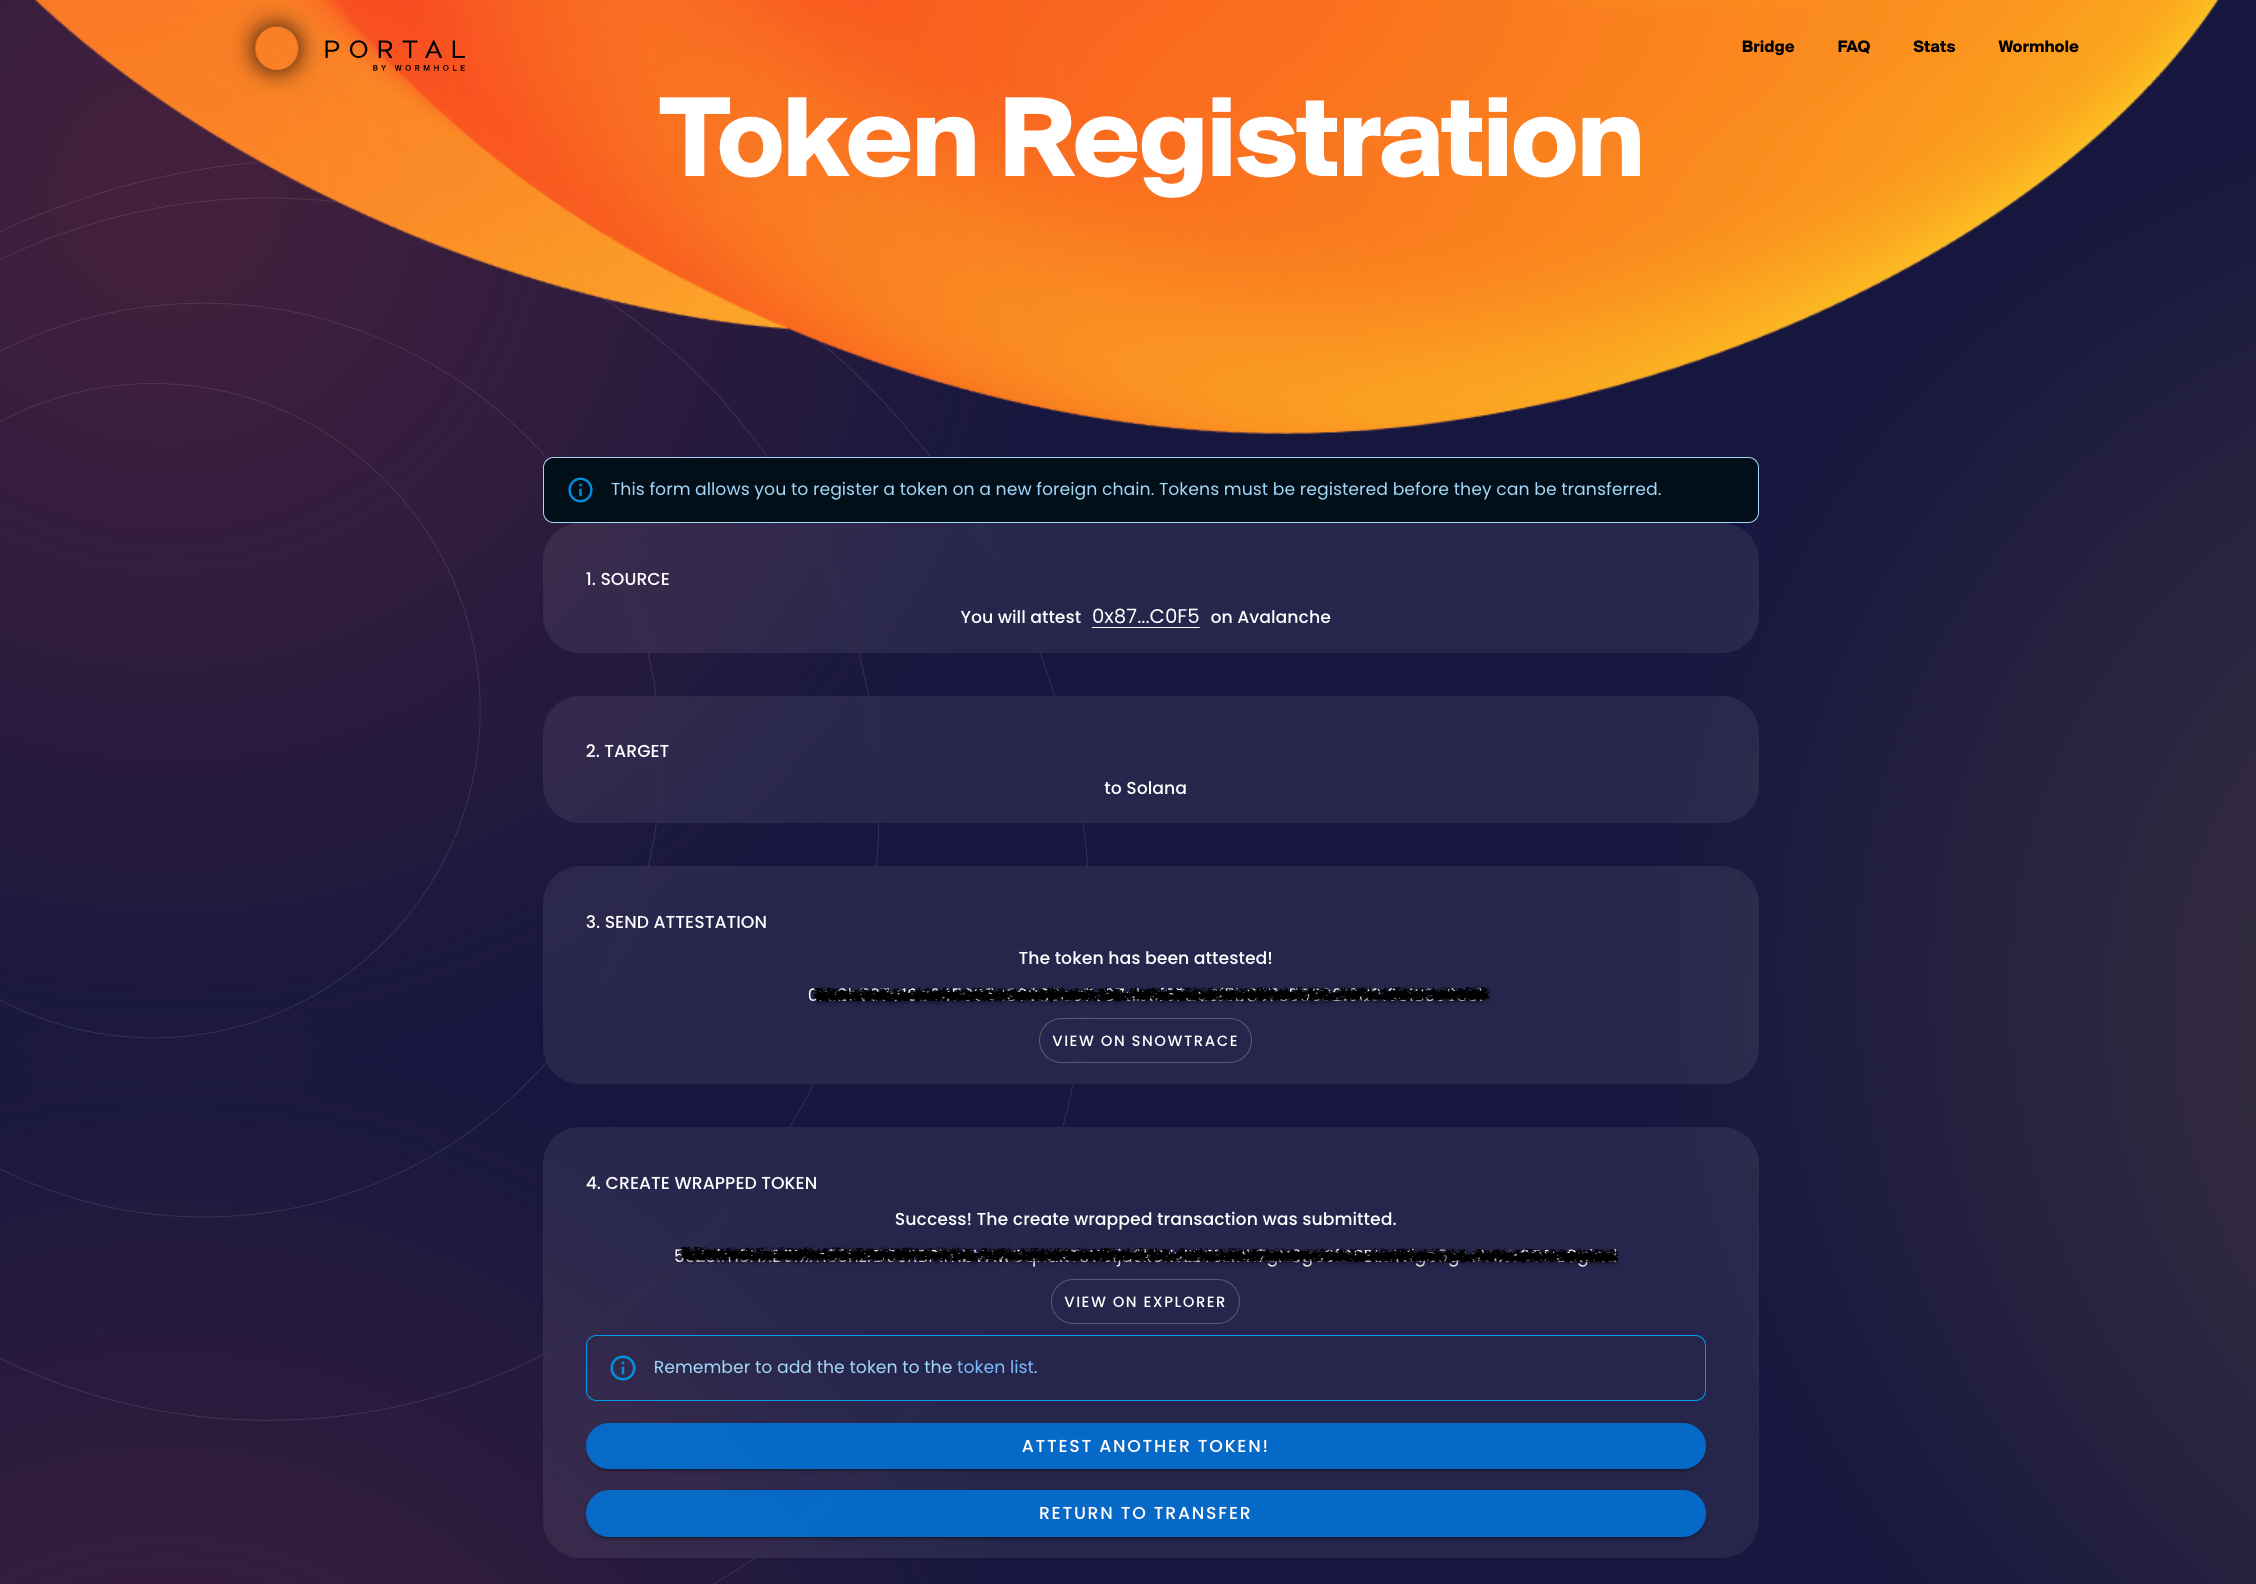 PORTAL
BY WORMHOLE
Bridge FAQ Stats Wormhole
Token Registration
This form allows you to register a token on a new foreign chain. Tokens must be registered before they can be transferred.
1. SOURCE
You will attest 0x87...C0F5 on Avalanche
2. TARGET
to Solana
3. SEND ATTESTATION
The token has been attested!
VIEW ON SNOWTRACE
4. CREATE WRAPPED TOKEN
Success! The create wrapped transaction was submitted.
VIEW ON EXPLORER
Remember to add the token to the token list.
ATTEST ANOTHER TOKEN!
RETURN TO TRANSFER